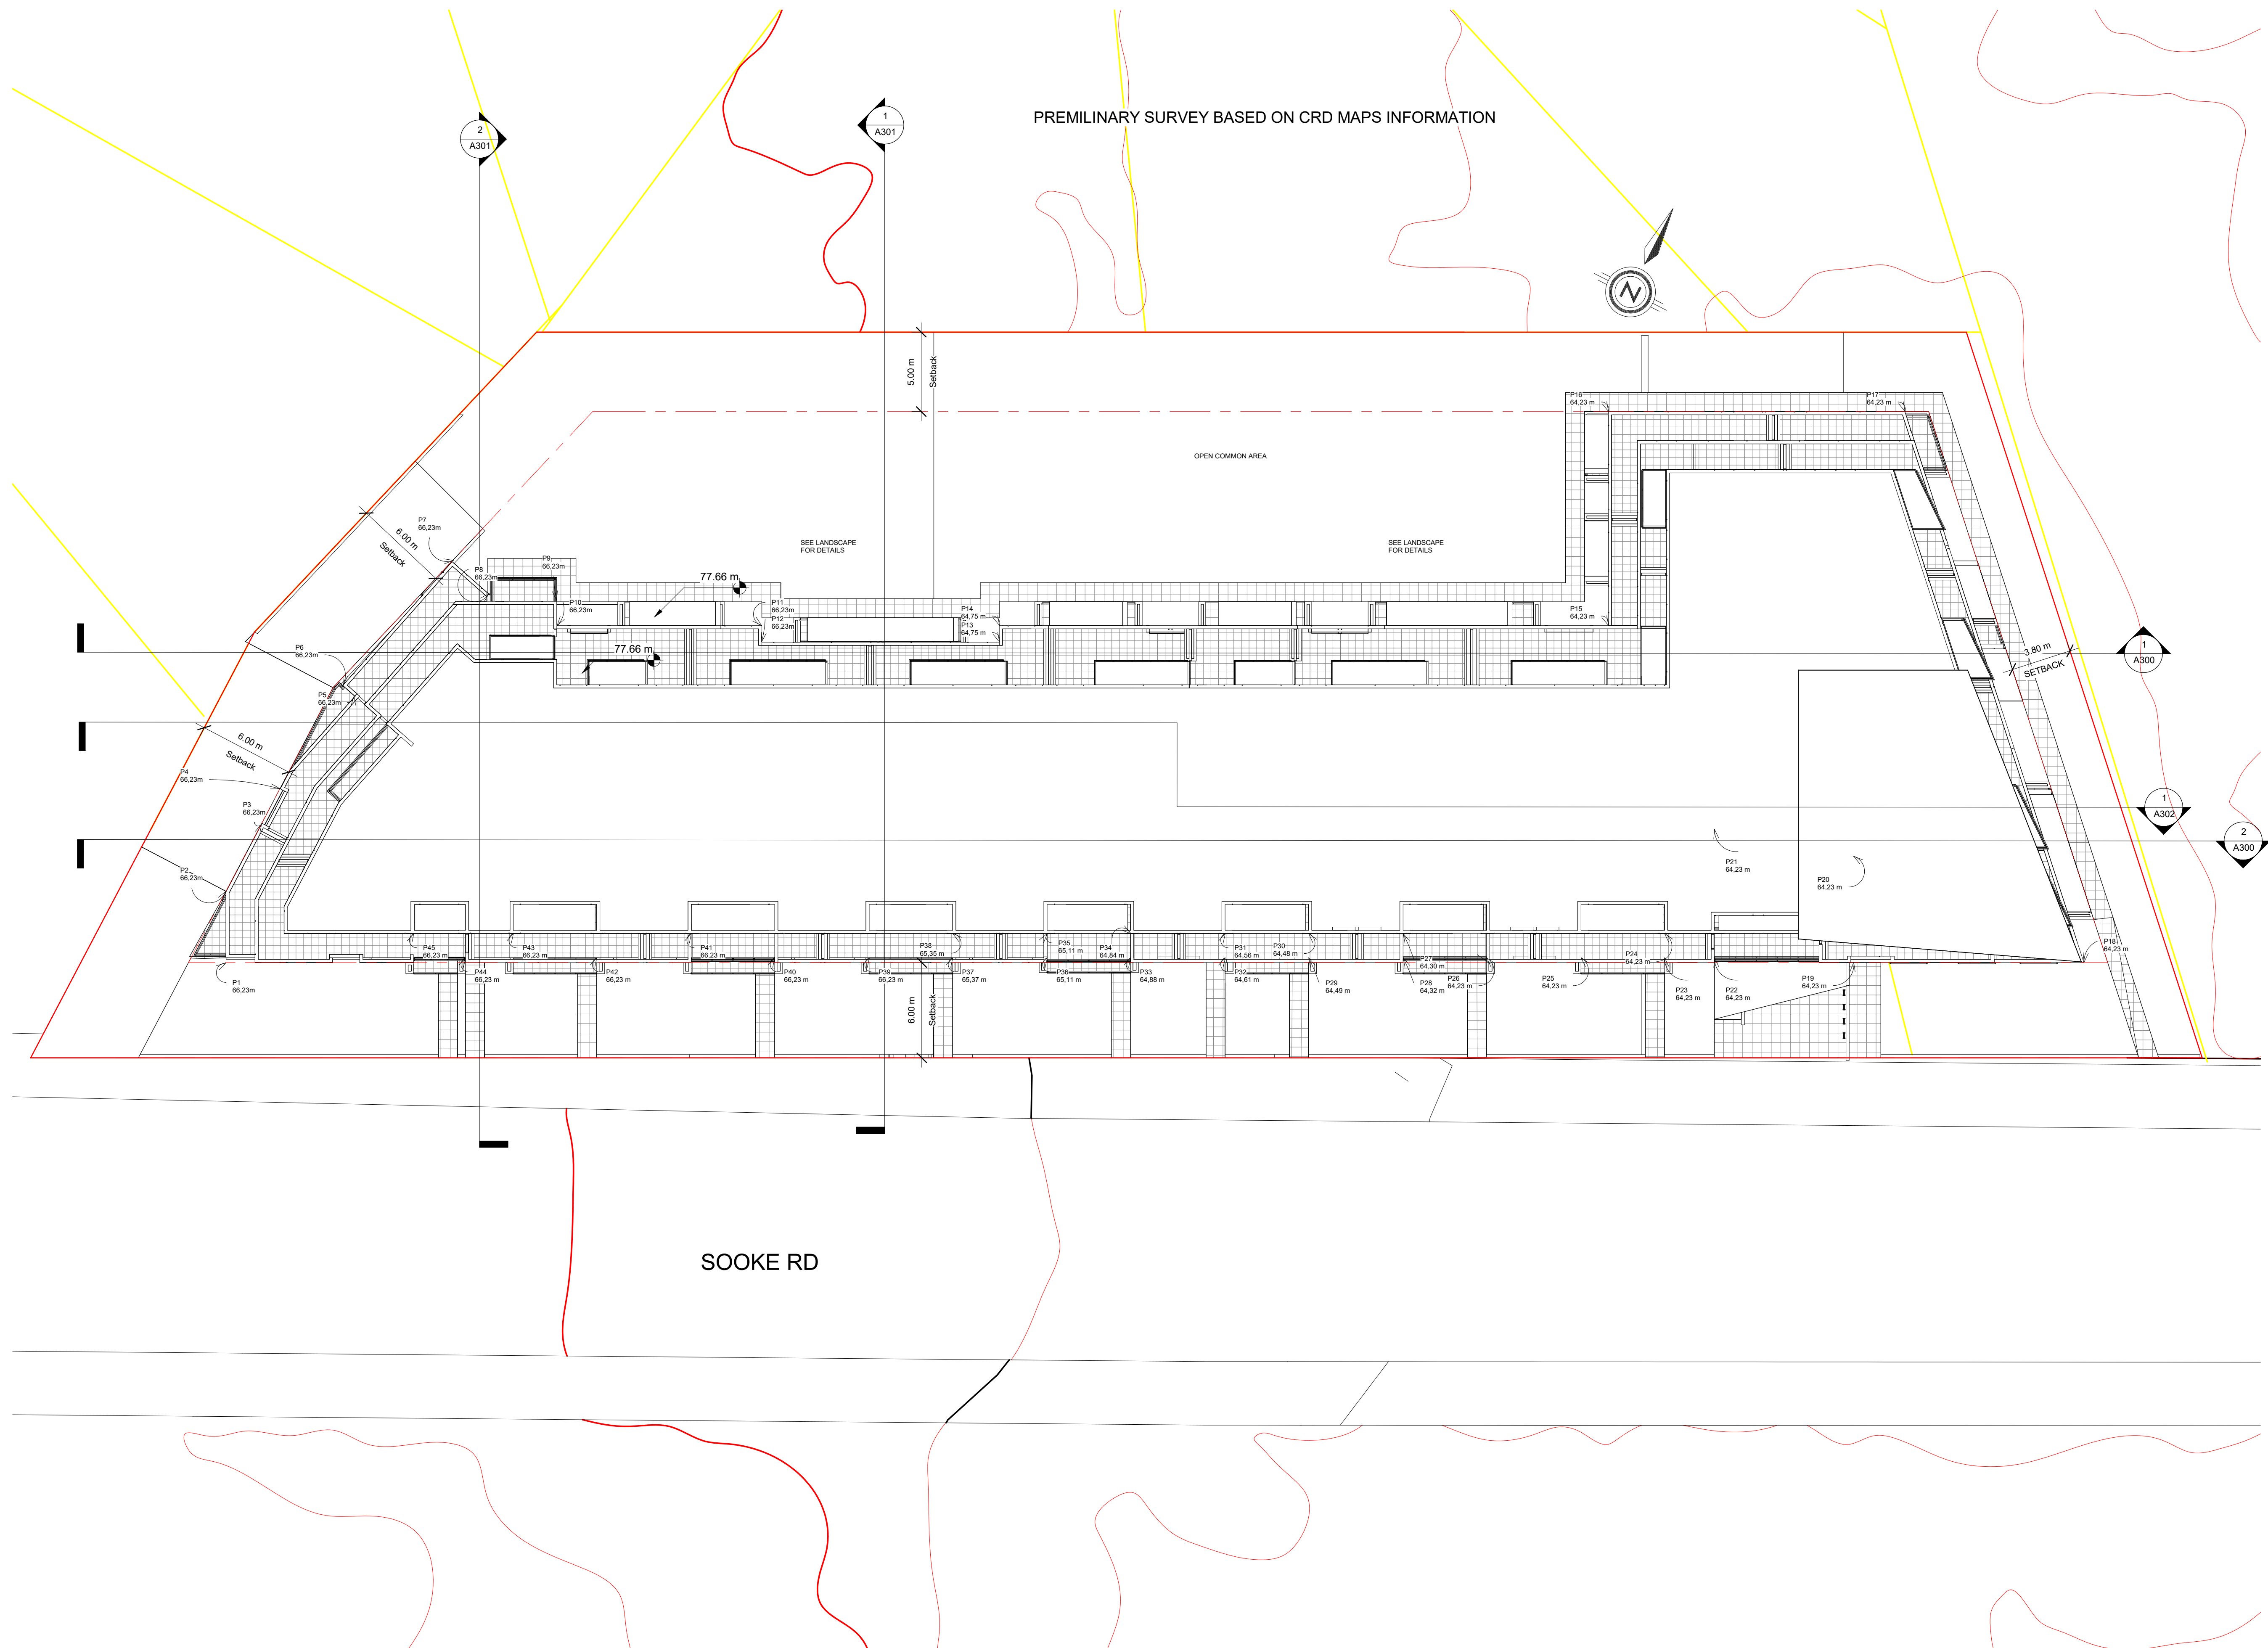 2
A301
1
A301
PREMILINARY SURVEY BASED ON CRD MAPS INFORMATION
N
5.00 m
Setback
P16
64,23 m
P17
64,23 m
OPEN COMMON AREA
P7
66,23m
6.00 m
Setback
SEE LANDSCAPE
FOR DETAILS
SEE LANDSCAPE
FOR DETAILS
P8
66,23m
P9
66,23m
77.66 m
P10
66,23m
P11
66,23m
P12
66,23m
P14
64,75 m
P13
64,75 m
P15
64,23 m
77.66 m
P6
66,23m
3.80 m
SETBACK
1
A300
P5
66,23m
6.00 m
Setback
P4
66,23m
P3
66,23m
1
A302
2
A300
P2
66,23m
P21
64,23 m
P20
64,23 m
P45
66,23 m
P43
66,23 m
P41
66,23 m
P38
65,35 m
P35
65,11 m
P34
64,84 m
P31
64,56 m
P30
64,48 m
P27
64,30 m
P24
64,23 m
P18
64,23 m
P1
66,23m
P44
66,23 m
P42
66,23 m
P40
66,23 m
P39
66,23 m
P37
65,37 m
P36
65,11 m
P33
64,88 m
P32
64,61 m
P29
64,49 m
P28
64,32 m
P26
64,23 m
P25
64,23 m
P23
64,23 m
P22
64,23 m
P19
64,23 m
6.00 m
Setback
SOOKE RD